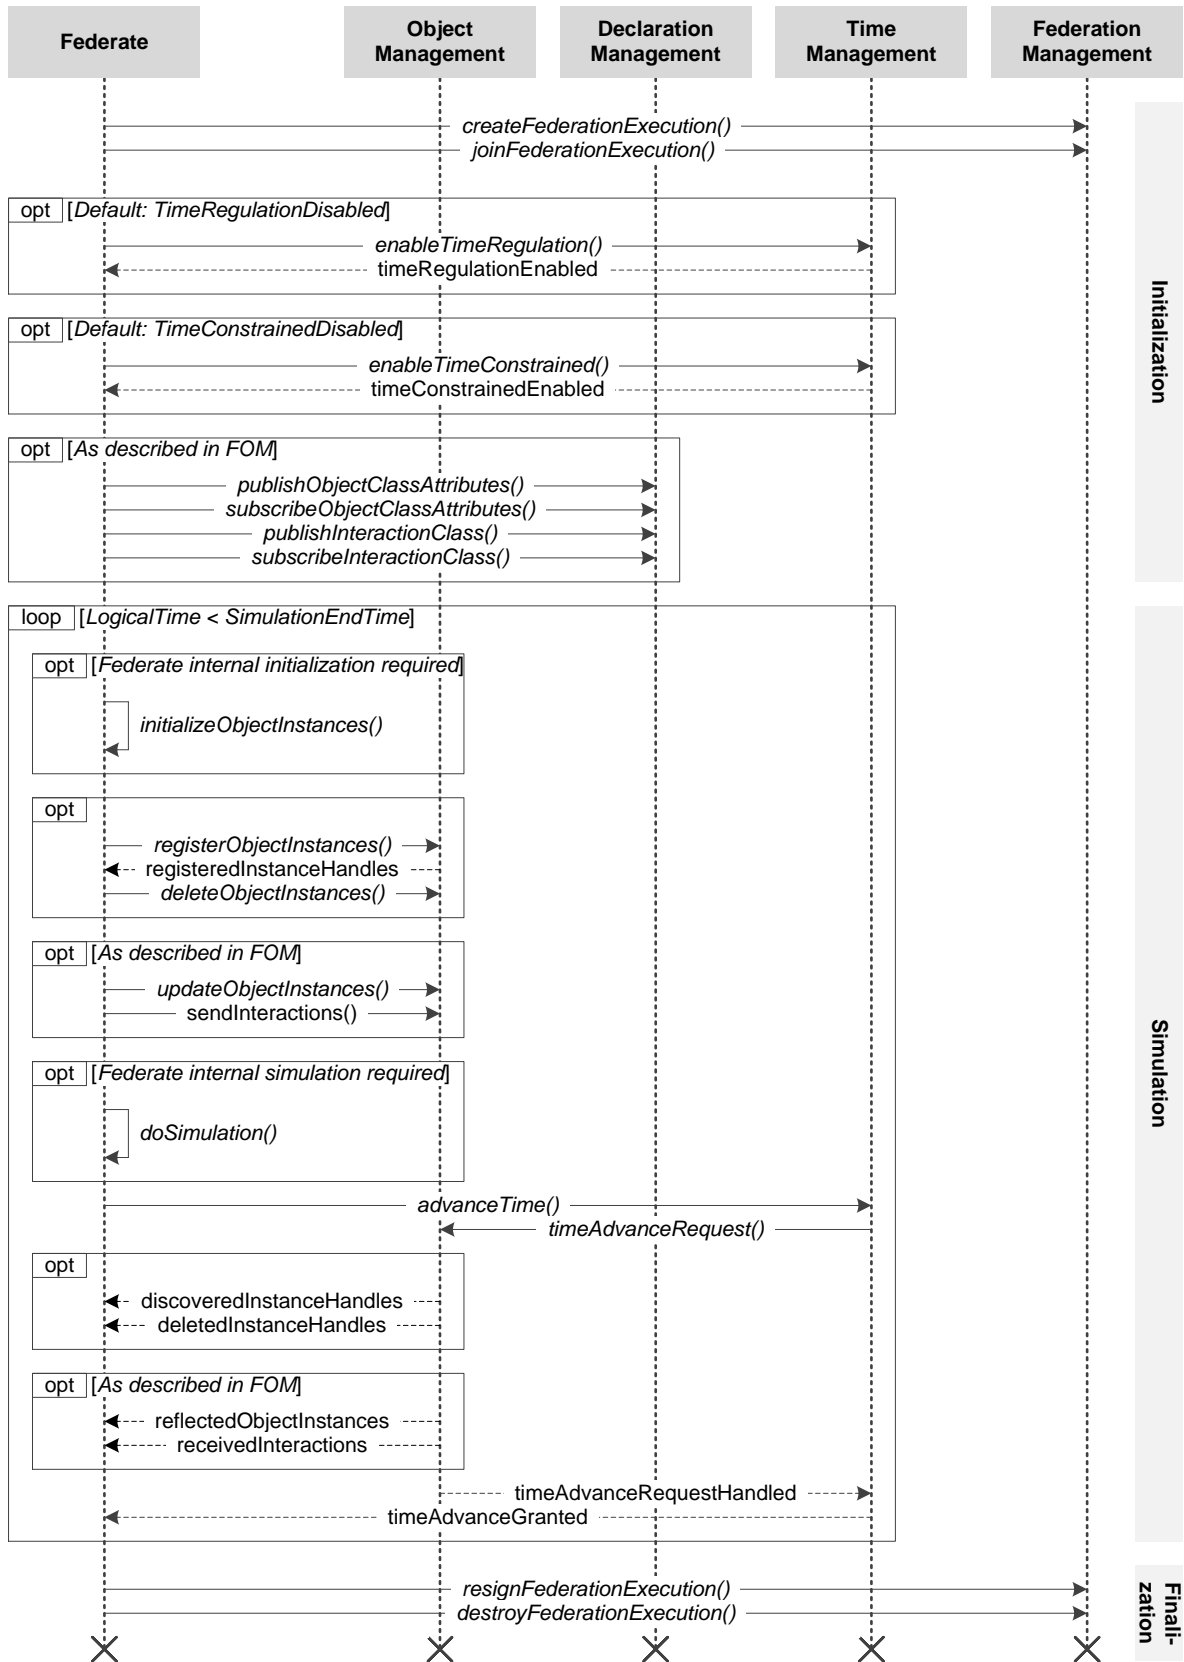 Federate
Object
Management
Declaration
Management
Time
Management
Federation
Management
createFederationExecution()
joinFederationExecution()
opt [Default: TimeRegulationDisabled]
enableTimeRegulation()
timeRegulationEnabled
opt [Default: TimeConstrainedDisabled]
enableTimeConstrained()
timeConstrainedEnabled
opt [As described in FOM]
publishObjectClassAttributes()
subscribeObjectClassAttributes()
publishInteractionClass()
subscribeInteractionClass()
Initialization
loop [LogicalTime < SimulationEndTime]
opt [Federate internal initialization required]
initializeObjectInstances()
opt
registerObjectInstances()
registeredInstanceHandles
deleteObjectInstances()
opt [As described in FOM]
updateObjectInstances()
sendInteractions()
opt [Federate internal simulation required]
doSimulation()
advanceTime()
timeAdvanceRequest()
opt
discoveredInstanceHandles
deletedInstanceHandles
opt [As described in FOM]
reflectedObjectInstances
receivedInteractions
timeAdvanceRequestHandled
timeAdvanceGranted
Simulation
resignFederationExecution()
destroyFederationExecution()
Finali-
zation